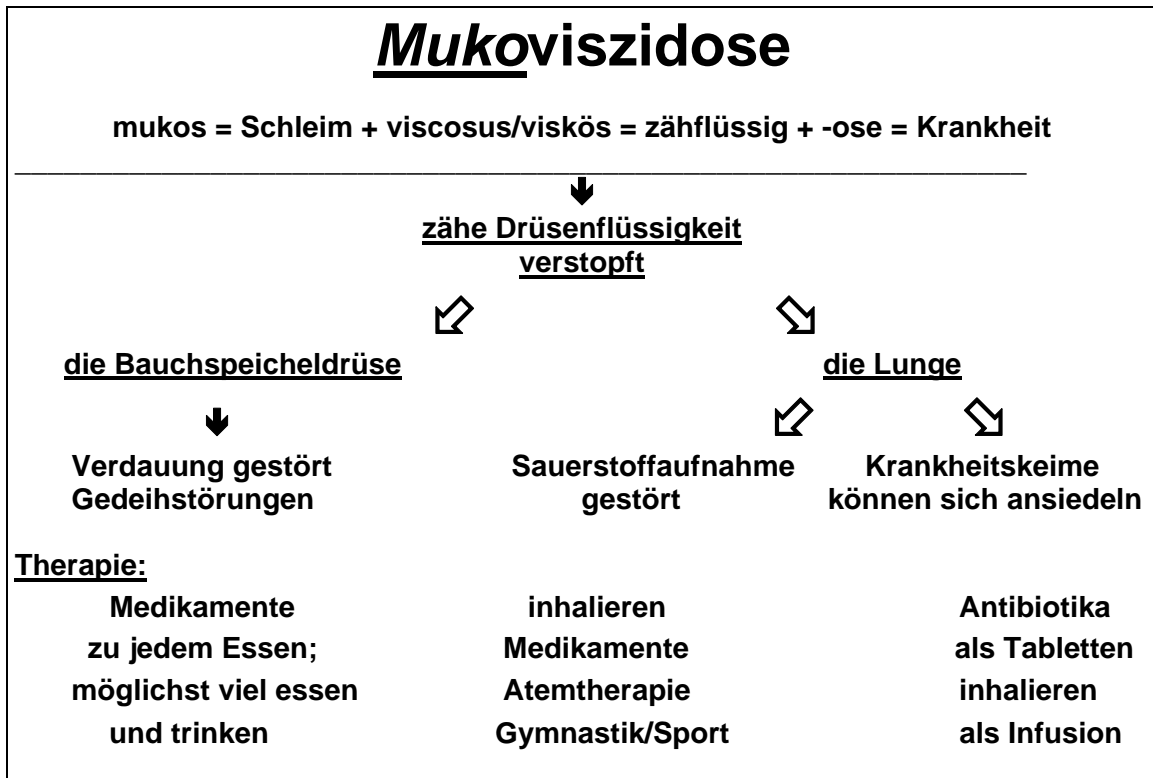 Mukoviszidose
mukos = Schleim + viscosus/viskös = zähflüssig + -ose = Krankheit
zähe Drüsenflüssigkeit
verstopft
die Bauchspeicheldrüse
die Lunge
Verdauung gestört
Gedeihstörungen
Sauerstoffaufnahme
gestört
Krankheitskeime
können sich ansiedeln
Therapie:
Medikamente
zu jedem Essen;
möglichst viel essen
und trinken
inhalieren
Medikamente
Atemtherapie
Gymnastik/Sport
Antibiotika
als Tabletten
inhalieren
als Infusion